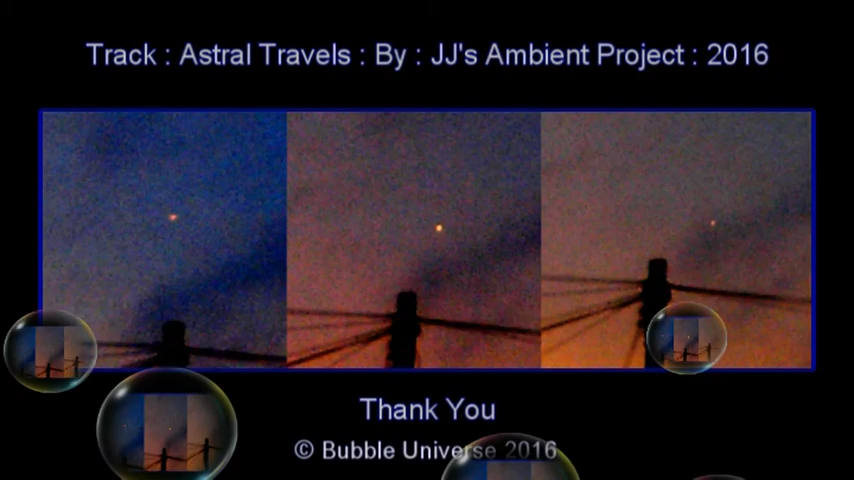 Track : Astral Travels : By : JJ's Ambient Project : 2016
Thank You
© Bubble Universe 2016